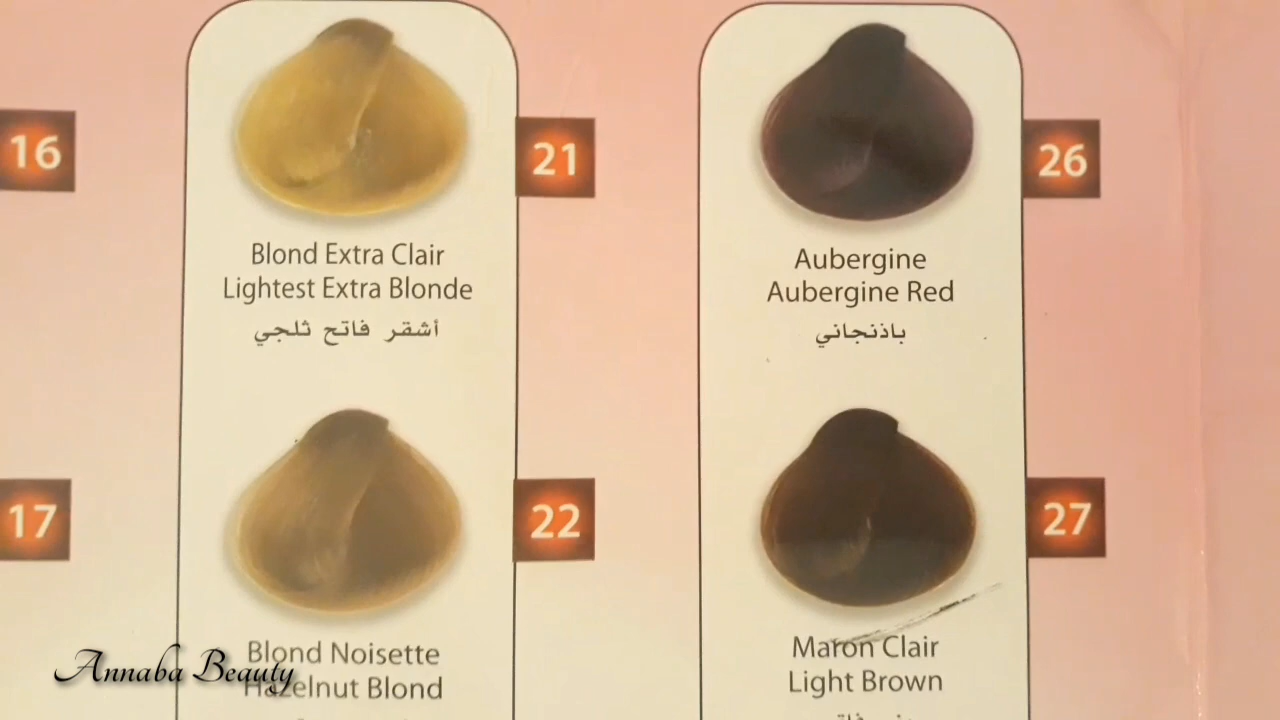 16
Blond Extra Clair
Lightest Extra Blonde
أشقر فاتح ثلجي
21
Aubergine
Aubergine Red
باذنجاني
26
17
Blond Noisette
Hazelnut Blond
22
Maron Clair
Light Brown
27
Annaba Beauty